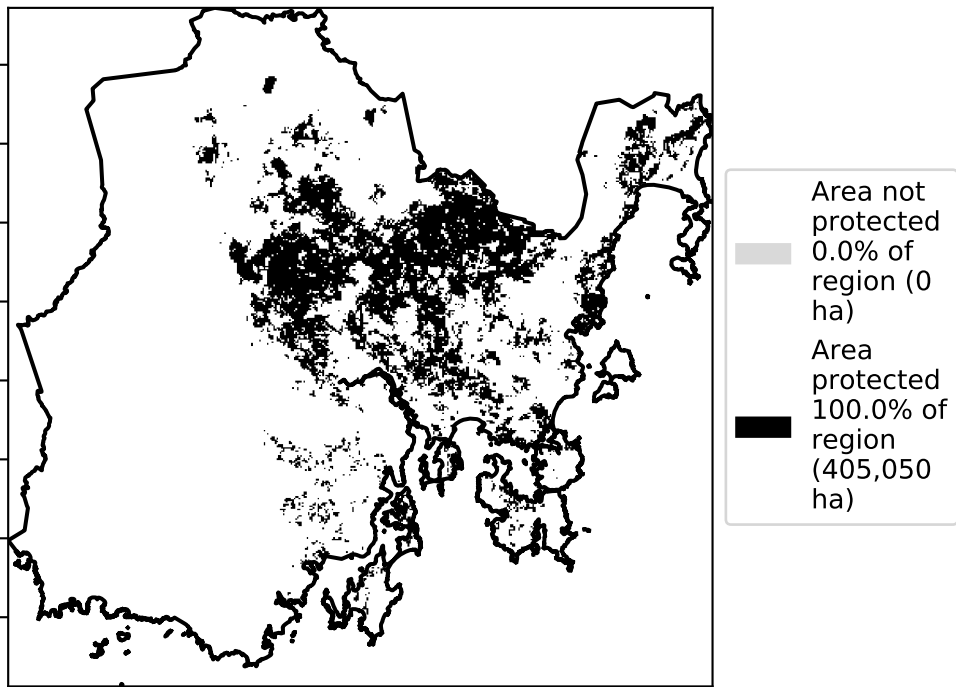 Area not
protected
0.0% of
region (0
ha)
Area
protected
100.0% of
region
(405,050
ha)